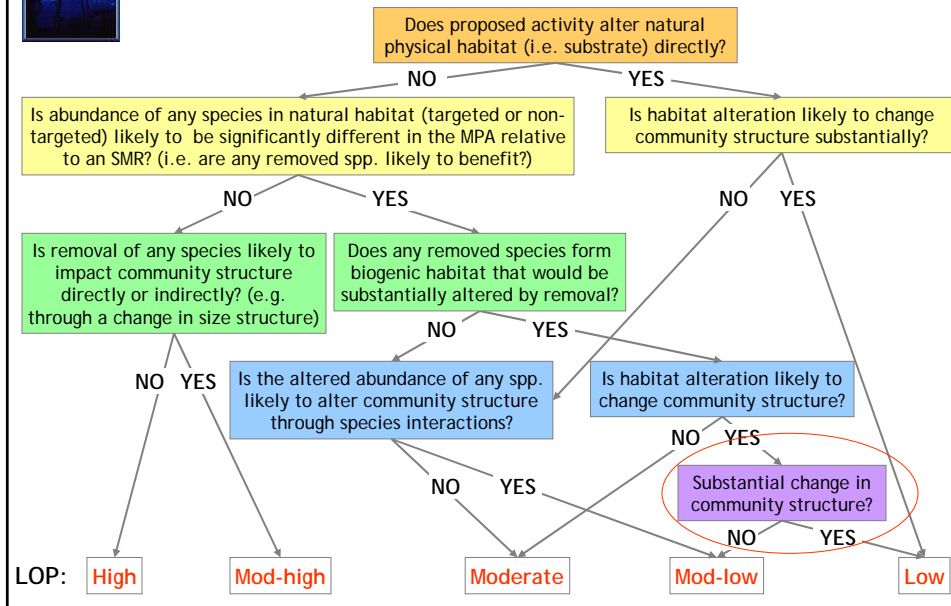 Does proposed activity alter natural
physical habitat (i.e. substrate) directly?
NO
YES
Is abundance of any species in natural habitat (targeted or non-
targeted) likely to be significantly different in the MPA relative
to an SMR? (i.e. are any removed spp. likely to benefit?)
Is habitat alteration likely to change
community structure substantially?
NO
YES
NO
YES
Is removal of any species likely to
impact community structure
directly or indirectly? (e.g.
through a change in size structure)
Does any removed species form
biogenic habitat that would be
substantially altered by removal?
NO
YES
NO
YES
Is the altered abundance of any spp.
likely to alter community structure
through species interactions?
Is habitat alteration likely to
change community structure?
NO
YES
NO
YES
Substantial change in
community structure?
NO
YES
LOP:
High
Mod-high
Moderate
Mod-low
Low